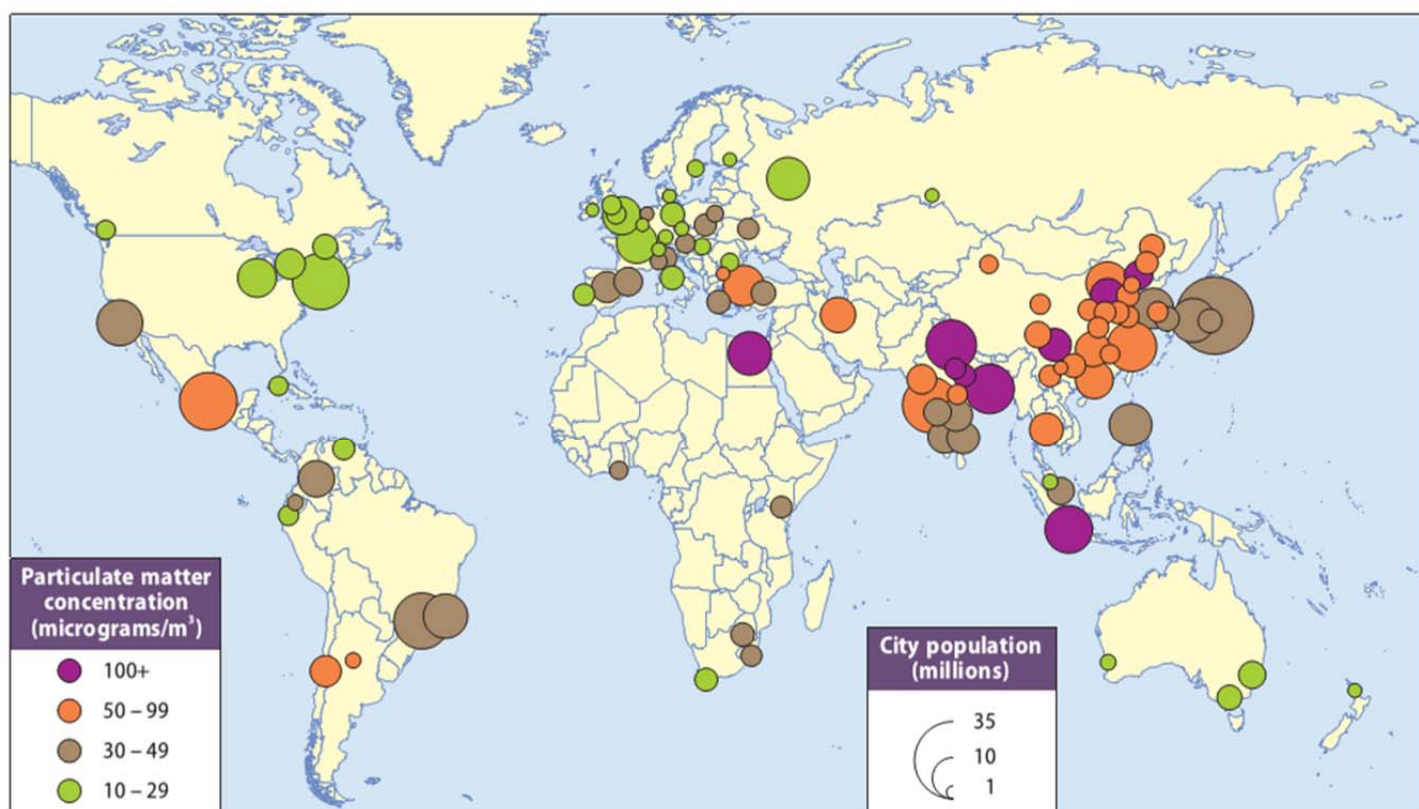 Particulate matter
concentration
(micrograms/m³)
100+
50 – 99
30 – 49
10 – 29
City population
(millions)
35
10
1